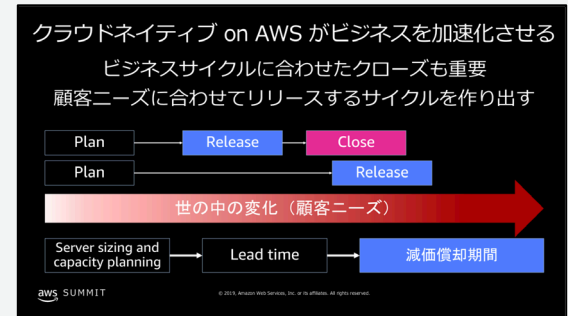 クラウドネイティブ on AWS がビジネスを加速化させる
ビジネスサイクルに合わせたクローズも重要
顧客ニーズに合わせてリリースするサイクルを作り出す
Plan
Release
Close
Plan
Release
世の中の変化（顧客ニーズ）
Server sizing and
capacity planning
Lead time
減価償却期間
aws SUMMIT
© 2019, Amazon Web Services, Inc. or its affiliates. All rights reserved.